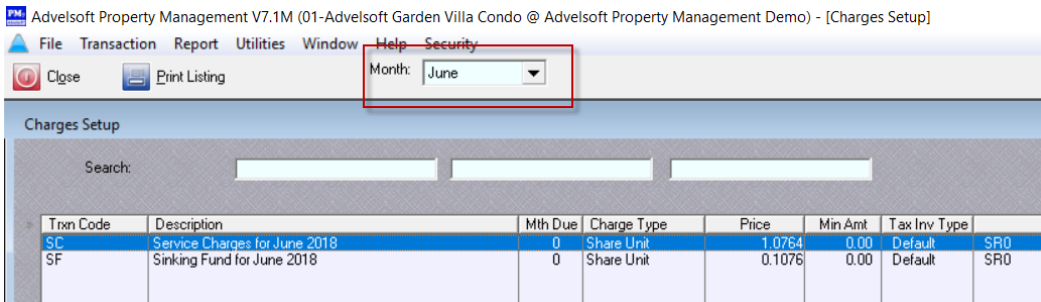 PM: Advelsoft Property Management V7.1M (01-Advelsoft Garden Villa Condo @ Advelsoft Property Management Demo) - [Charges Setup]
File Transaction Report Utilities Window Help Security
Close Print Listing Month: June
Charges Setup
Search:
Trxn Code Description Mth Due Charge Type Price Min Amt Tax Inv Type
SC Service Charges for June 2018 0 Share Unit 1.0764 0.00 Default SR0
SF Sinking Fund for June 2018 0 Share Unit 0.1076 0.00 Default SR0